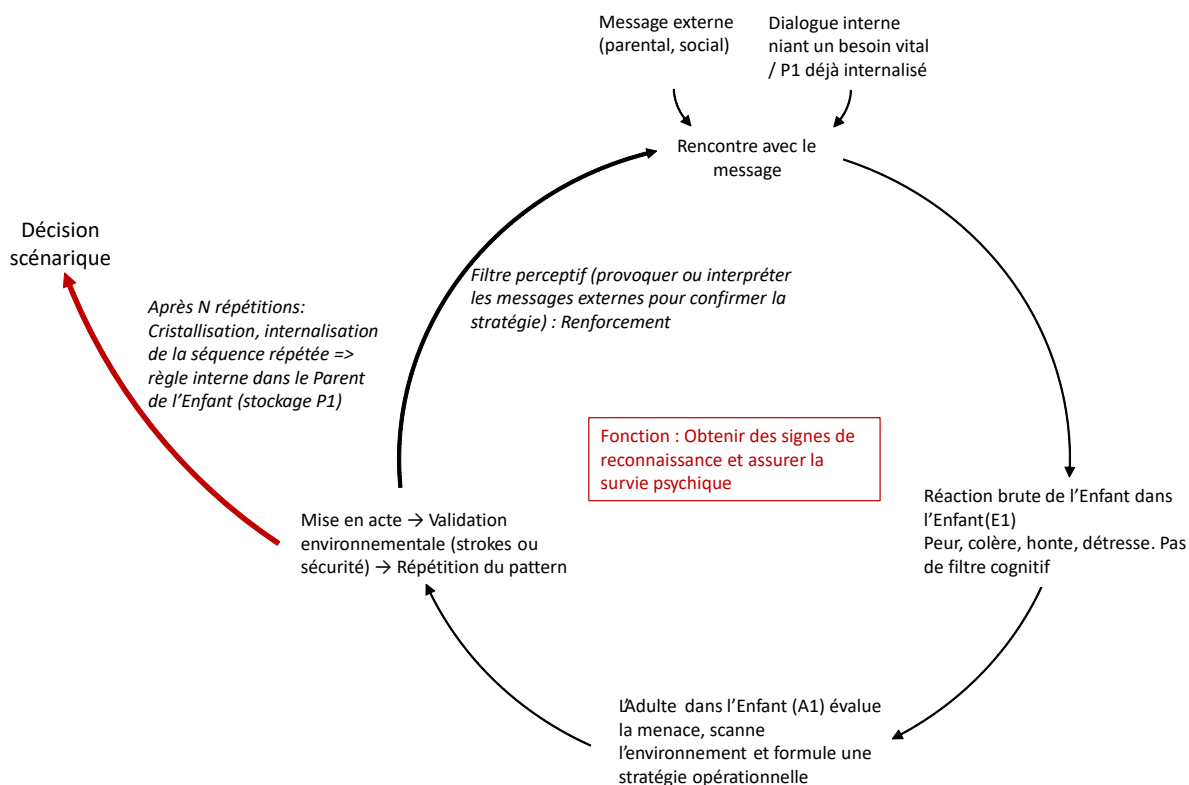 Message externe
(parental, social)
Dialogue interne
niant un besoin vital
/ P1 déjà internalisé
Rencontre avec le
message
Décision
scénarique
Filtre perceptif (provoquer ou interpréter
les messages externes pour confirmer la
stratégie) : Renforcement
Après N répétitions:
Cristallisation, internalisation
de la séquence répétée =>
règle interne dans le Parent
de l’Enfant (stockage P1)
Fonction : Obtenir des signes de
reconnaissance et assurer la
survie psychique
Réaction brute de l’Enfant dans
l’Enfant(E1)
Peur, colère, honte, détresse. Pas
de filtre cognitif
Mise en acte → Validation
environnementale (strokes ou
sécurité) → Répétition du pattern
L’Adulte dans l’Enfant (A1) évalue
la menace, scanne
l’environnement et formule une
stratégie opérationnelle